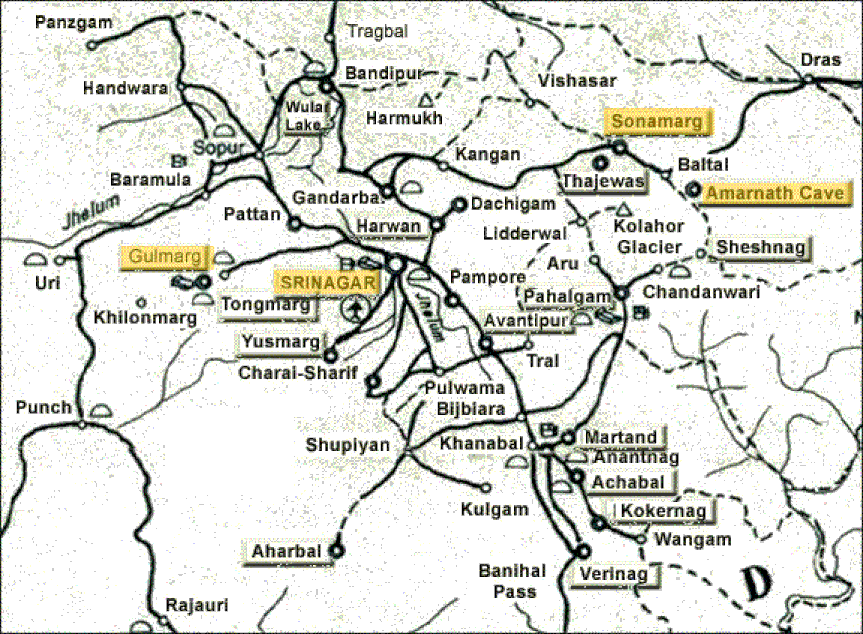 Panzgam
Tragbal
Handwara
Bandipur
Vishasar
Dras
Wular
Lake
Harmukh
Sonamarg
Sopur
Kangan
Baltal
Baramula
Thajewas
Amarnath Cave
Gandarbal
Dachigam
Jhelum
Pattan
Harwan
Lidderwal
Kolahor
Glacier
Sheshnag
Gulmarg
Aru
Uri
SRINAGAR
Pampore
Chandanwari
Khilonmarg
Tongmarg
Jhelum
Pahalgam
Avantipur
Yusmarg
Tral
Charai-Sharif
Pulwama
Punch
Bijbiara
Shupiyan
Khanabal
Martand
Anantnag
Achabal
Kulgam
Kokernag
Wangam
Aharbal
Banihal
Pass
Verinag
D
Rajauri